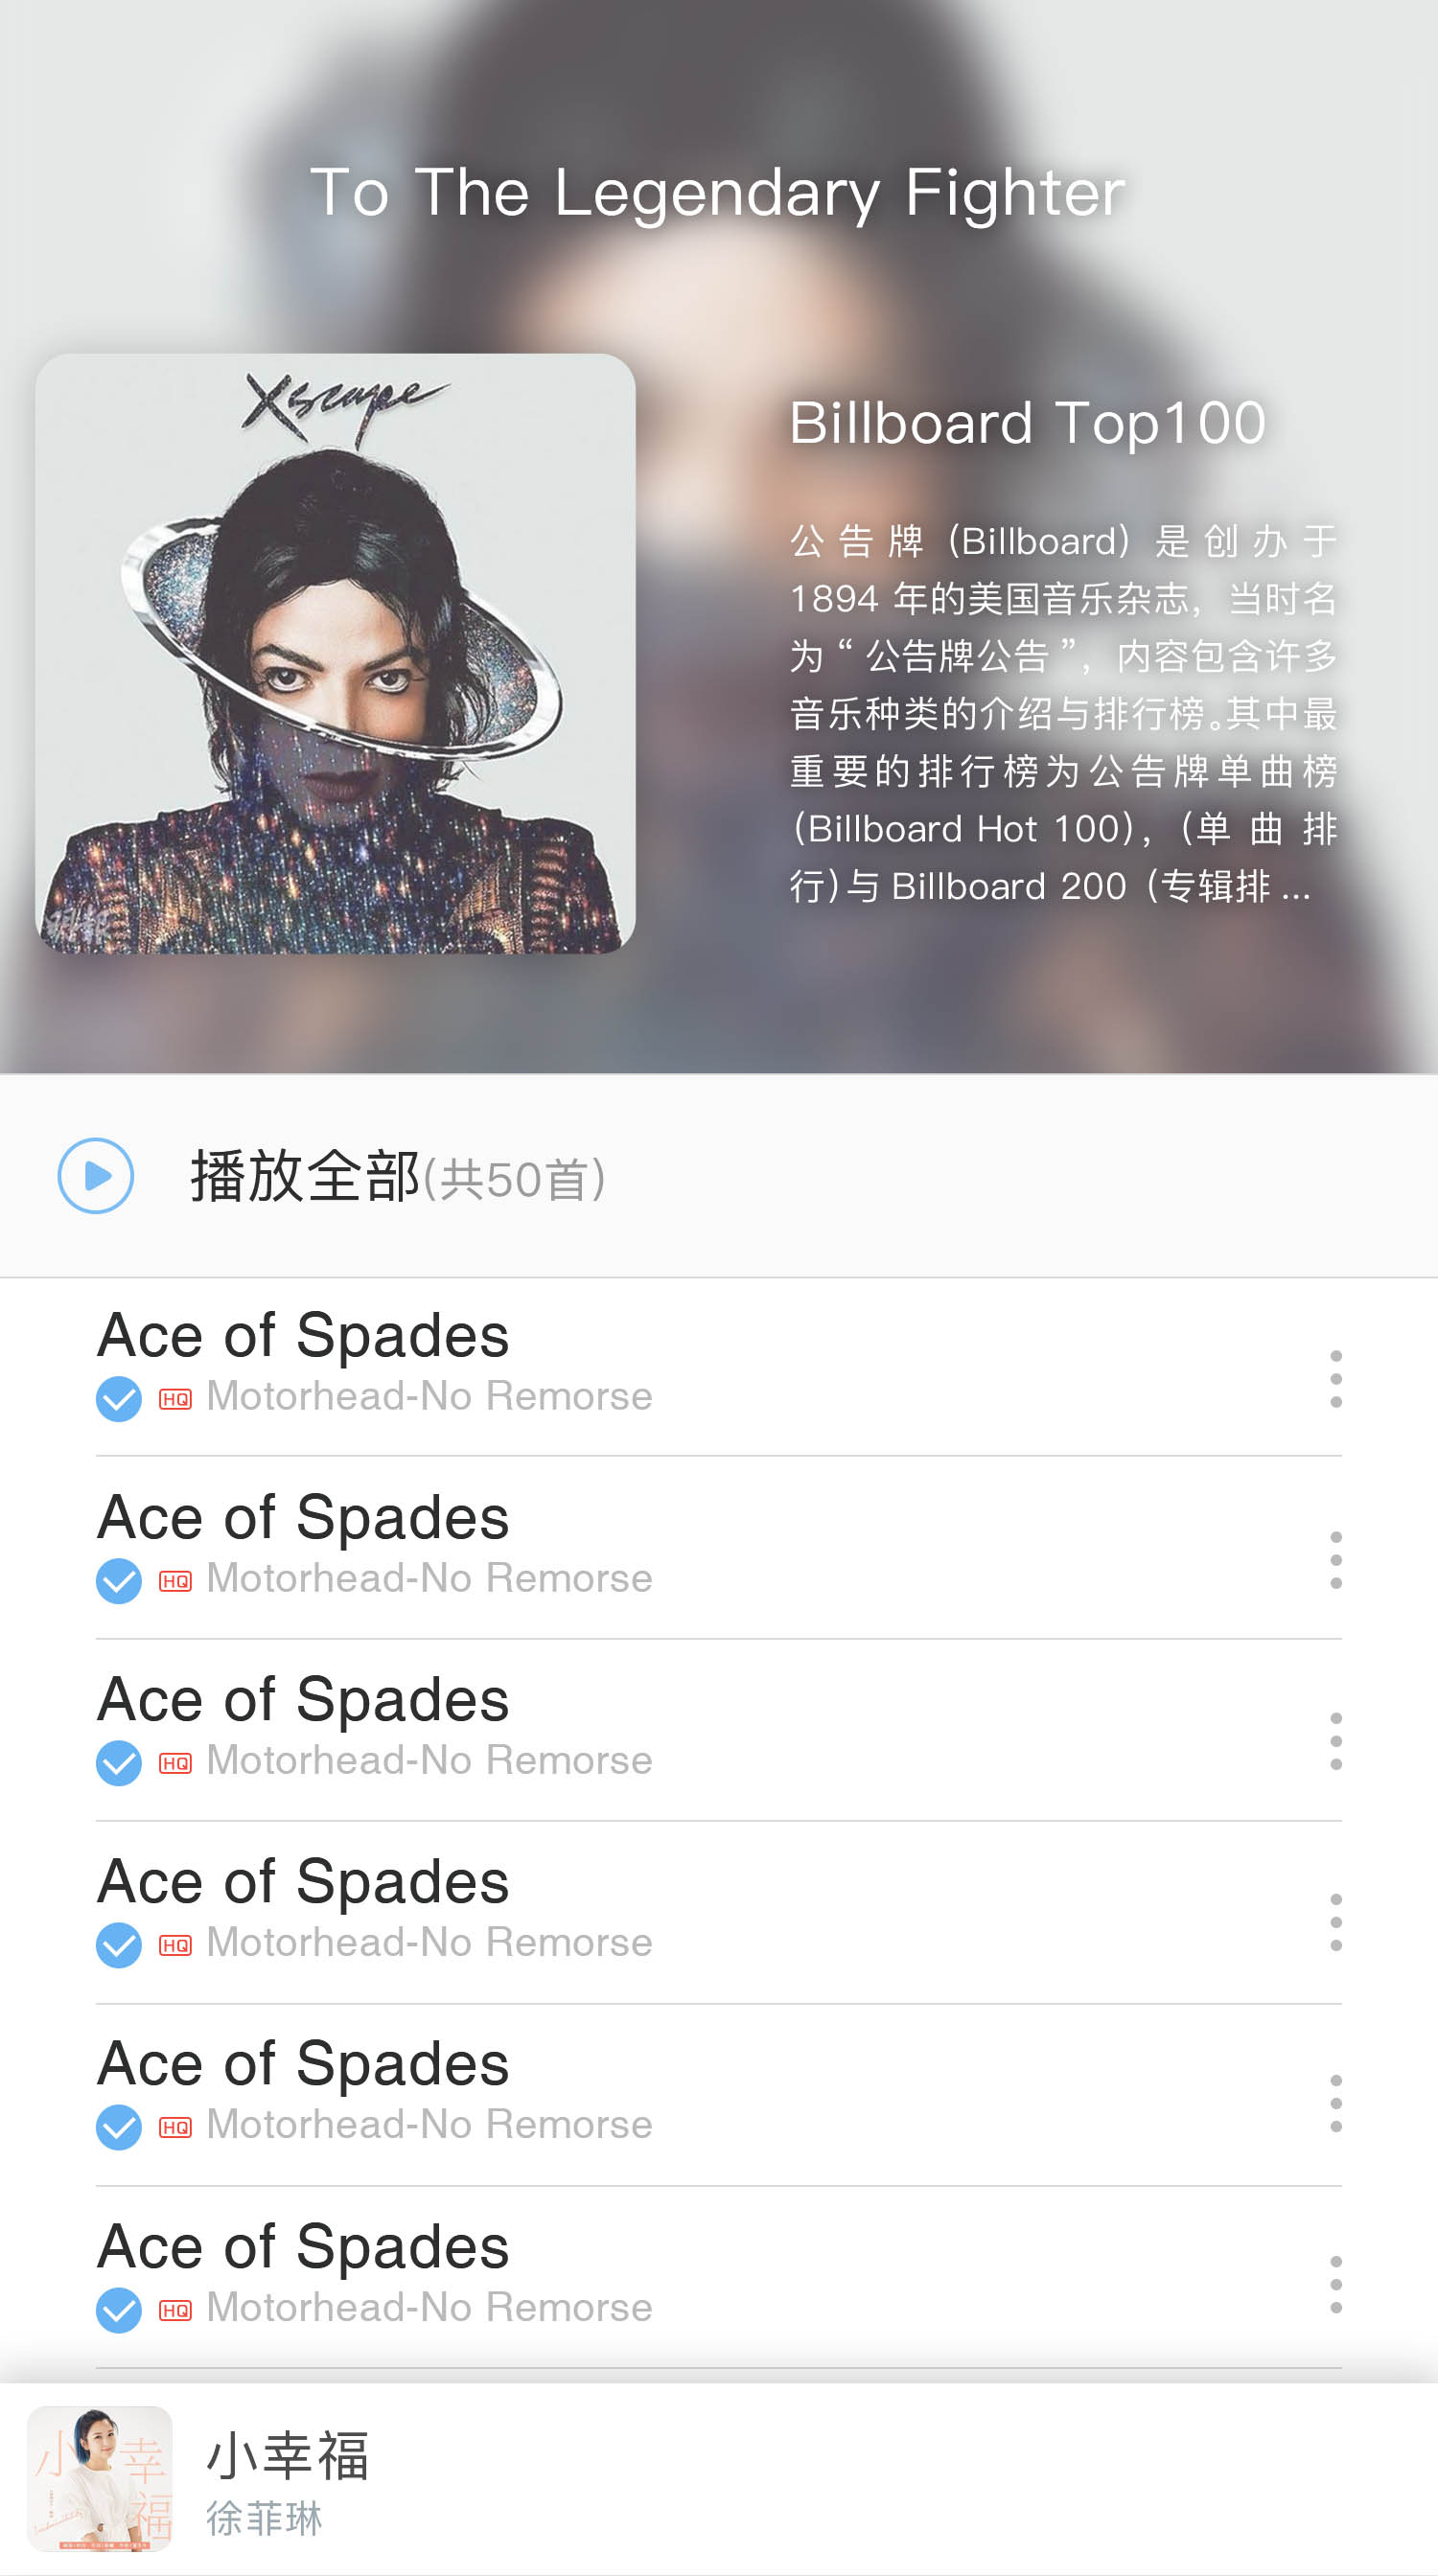 To The Legendary Fighter
Xscape
明報
Billboard Top100
公告牌（Billboard）是创办于
1894 年的美国音乐杂志，当时名
为“ 公告牌公告 ”，内容包含许多
音乐种类的介绍与排行榜。其中最
重要的排行榜为公告牌单曲榜
（Billboard Hot 100），（单曲排
行）与 Billboard 200（专辑排 ...
播放全部(共50首)
Ace of Spades
HQ Motorhead-No Remorse
Ace of Spades
HQ Motorhead-No Remorse
Ace of Spades
HQ Motorhead-No Remorse
Ace of Spades
HQ Motorhead-No Remorse
Ace of Spades
HQ Motorhead-No Remorse
Ace of Spades
HQ Motorhead-No Remorse
小幸福
小幸福
徐菲琳